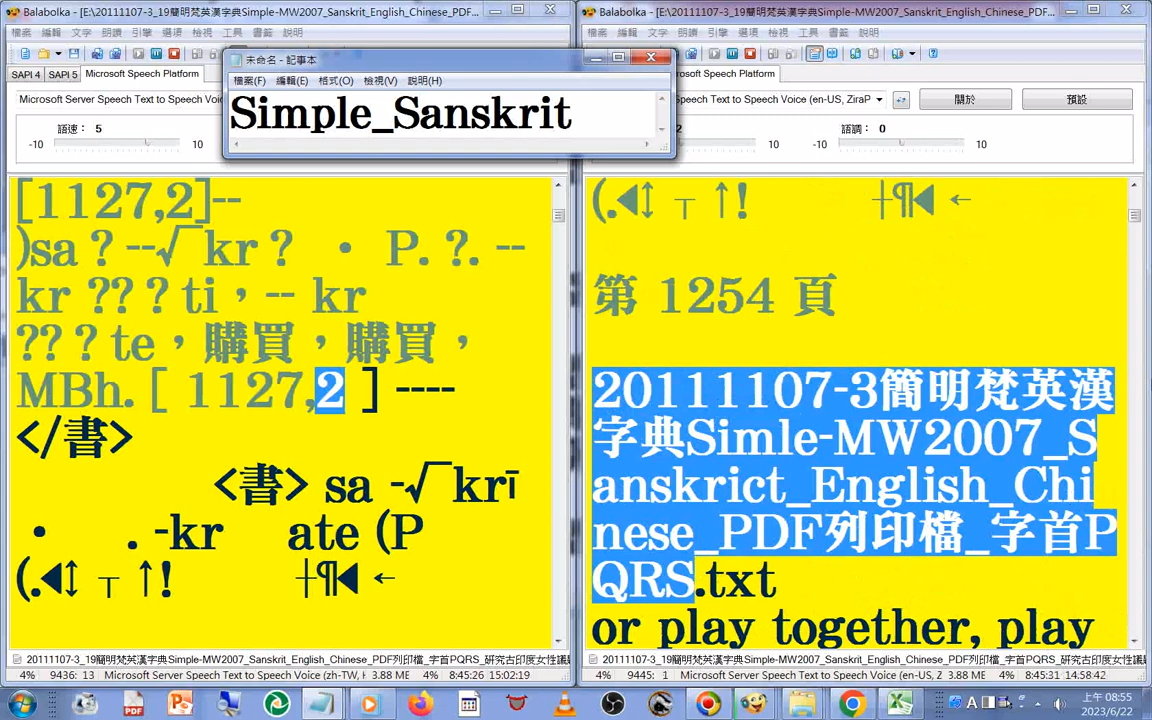 Balabolka - [E:\20111107-3_19簡明梵英漢字典Simple-MW2007_Sanskrit_English_Chinese_PDF...
Balabolka - [E:\20111107-3_19簡明梵英漢字典Simple-MW2007_Sanskrit_English_Chinese_PDF...
檔案 編輯 文字 朗讀 引擎 選項 檢視 工具 書籤 說明
檔案 編輯 文字 朗讀 引擎 選項 檢視 工具 書籤 說明
未命名 - 記事本
檔案(F) 編輯(E) 格式(O) 檢視(V) 說明(H)
Simple_Sanskrit
SAPI 4 SAPI 5 Microsoft Speech Platform
Speech Platform
Microsoft Server Speech Text to Speech Voi
Microsoft Server Speech Text to Speech Voice (en-US, ZiraP
關於
預設
語速： 5
-10 10
2
10
語調： 0
-10 10
[1127,2]--
)sa ? --√ kr ? • P. ?. --
kr ?? ? ti，-- kr
?? ? te，購買，購買，
MBh. [ 1127,2 ] ----
</書>
<書> sa -√ krī
• . -kr ate (P
(.◀↕ ┬ ↑! ┼¶◀ ←
(.◀↕ ┬ ↑! ┼¶◀ ←
第 1254 頁
20111107-3簡明梵英漢
字典Simle-MW2007_S
anskrict_English_Chi
nese_PDF列印檔_字首P
QRS.txt
or play together, play
20111107-3_19簡明梵英漢字典Simple-MW2007_Sanskrit_English_Chinese_PDF列印檔_字首PQRS_研究古印度女性議
20111107-3_19簡明梵英漢字典Simple-MW2007_Sanskrit_English_Chinese_PDF列印檔_字首PQRS_研究古印度女性議
4% 9436: 13 Microsoft Server Speech Text to Speech Voice (zh-TW, H 3.88 MB 4% 8:45:26 15:02:19
4% 9445: 1 Microsoft Server Speech Text to Speech Voice (en-US, Z 3.88 MB 4% 8:45:31 14:58:42
上午 08:55
2023/6/22